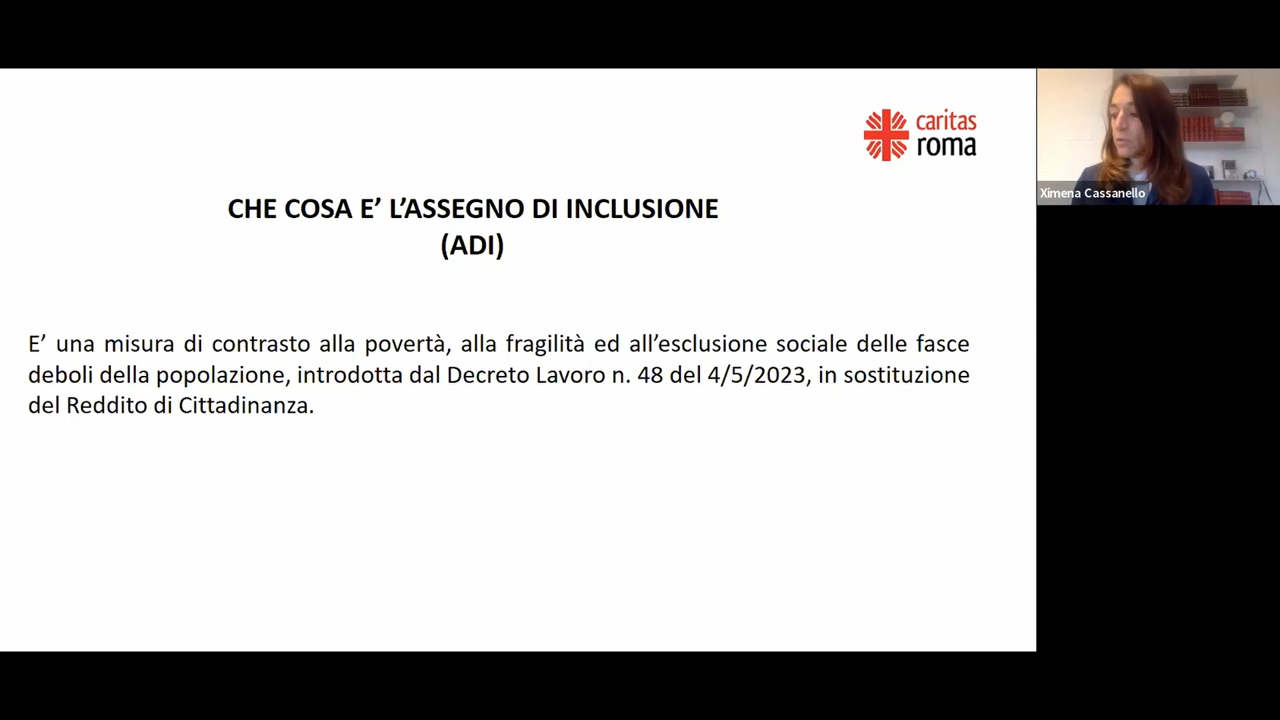 caritas
roma
Ximena Cassanello
CHE COSA E’ L’ASSEGNO DI INCLUSIONE
(ADI)
E’ una misura di contrasto alla povertà, alla fragilità ed all’esclusione sociale delle fasce
deboli della popolazione, introdotta dal Decreto Lavoro n. 48 del 4/5/2023, in sostituzione
del Reddito di Cittadinanza.